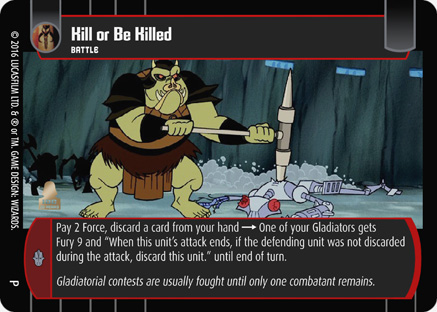 Kill or Be Killed
BATTLE
© 2016 LUCASFILM LTD. & ® or TM. GAME DESIGN: WIZARDS.
Pay 2 Force, discard a card from your hand → One of your Gladiators gets
Fury 9 and “When this unit’s attack ends, if the defending unit was not discarded
during the attack, discard this unit.” until end of turn.
Gladiatorial contests are usually fought until only one combatant remains.
P